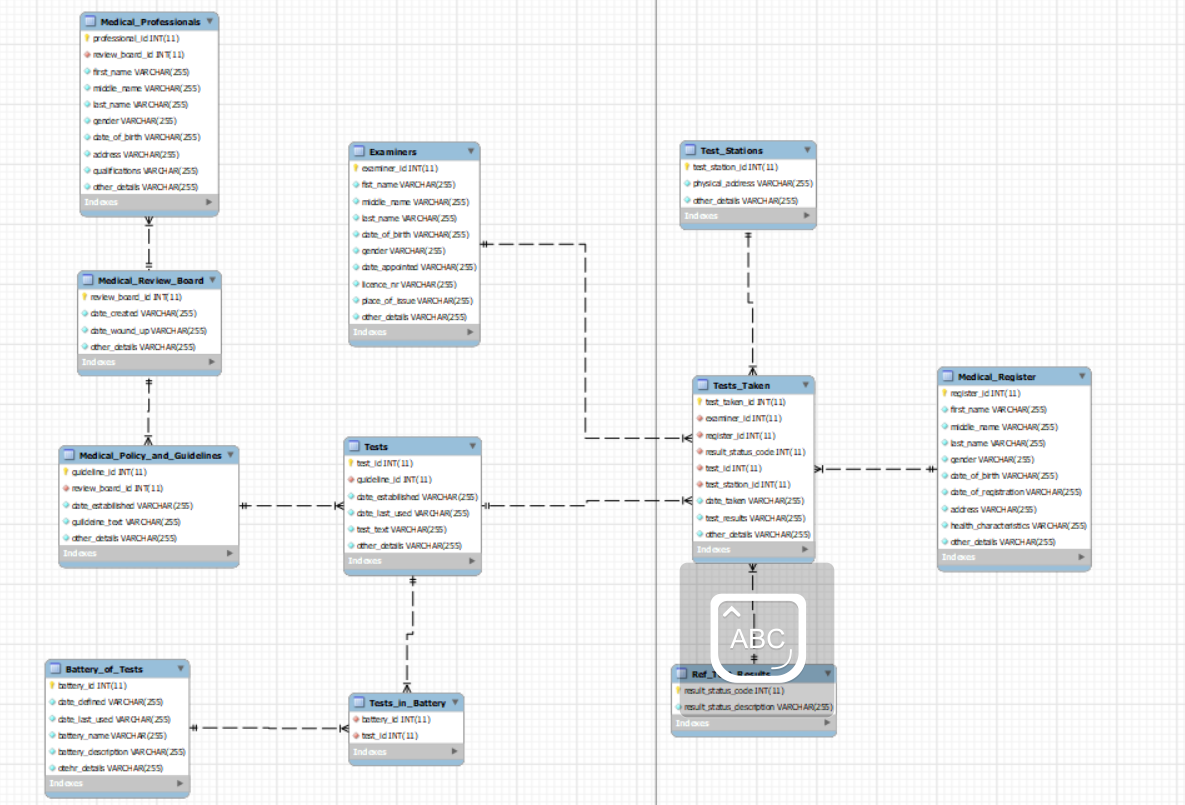 Medical_Professionals
professional_id INT(11)
review_board_id INT(11)
first_name VARCHAR(255)
middle_name VARCHAR(255)
last_name VARCHAR(255)
gender VARCHAR(255)
date_of_birth VARCHAR(255)
address VARCHAR(255)
qualifications VARCHAR(255)
other_details VARCHAR(255)
Indexes
Examiners
examiner_id INT(11)
fist_name VARCHAR(255)
middle_name VARCHAR(255)
last_name VARCHAR(255)
date_of_birth VARCHAR(255)
gender VARCHAR(255)
date_appointed VARCHAR(255)
licence_nr VARCHAR(255)
place_of_issue VARCHAR(255)
other_details VARCHAR(255)
Indexes
Test_Stations
test_station_id INT(11)
physical_address VARCHAR(255)
other_details VARCHAR(255)
Indexes
Medical_Review_Board
review_board_id INT(11)
date_created VARCHAR(255)
date_wound_up VARCHAR(255)
other_details VARCHAR(255)
Indexes
Medical_Policy_and_Guidelines
guideline_id INT(11)
review_board_id INT(11)
date_established VARCHAR(255)
other_details VARCHAR(255)
Indexes
Tests
test_id INT(11)
guideline_id INT(11)
date_established VARCHAR(255)
date_last_used VARCHAR(255)
test_text VARCHAR(255)
other_details VARCHAR(255)
Indexes
Tests_Taken
test_taken_id INT(11)
examiner_id INT(11)
register_id INT(11)
result_status_code INT(11)
test_id INT(11)
test_station_id INT(11)
date_taken VARCHAR(255)
test_results VARCHAR(255)
other_details VARCHAR(255)
Indexes
Medical_Register
register_id INT(11)
first_name VARCHAR(255)
middle_name VARCHAR(255)
last_name VARCHAR(255)
gender VARCHAR(255)
date_of_birth VARCHAR(255)
date_of_registration VARCHAR(255)
address VARCHAR(255)
health_characteristics VARCHAR(255)
other_details VARCHAR(255)
Indexes
Battery_of_Tests
battery_id INT(11)
date_defined VARCHAR(255)
date_last_used VARCHAR(255)
battery_name VARCHAR(255)
battery_description VARCHAR(255)
otehr_details VARCHAR(255)
Indexes
Tests_in_Battery
battery_id INT(11)
test_id INT(11)
Indexes
ABC
result_status_code INT(11)
result_status_description VARCHAR(255)
Indexes